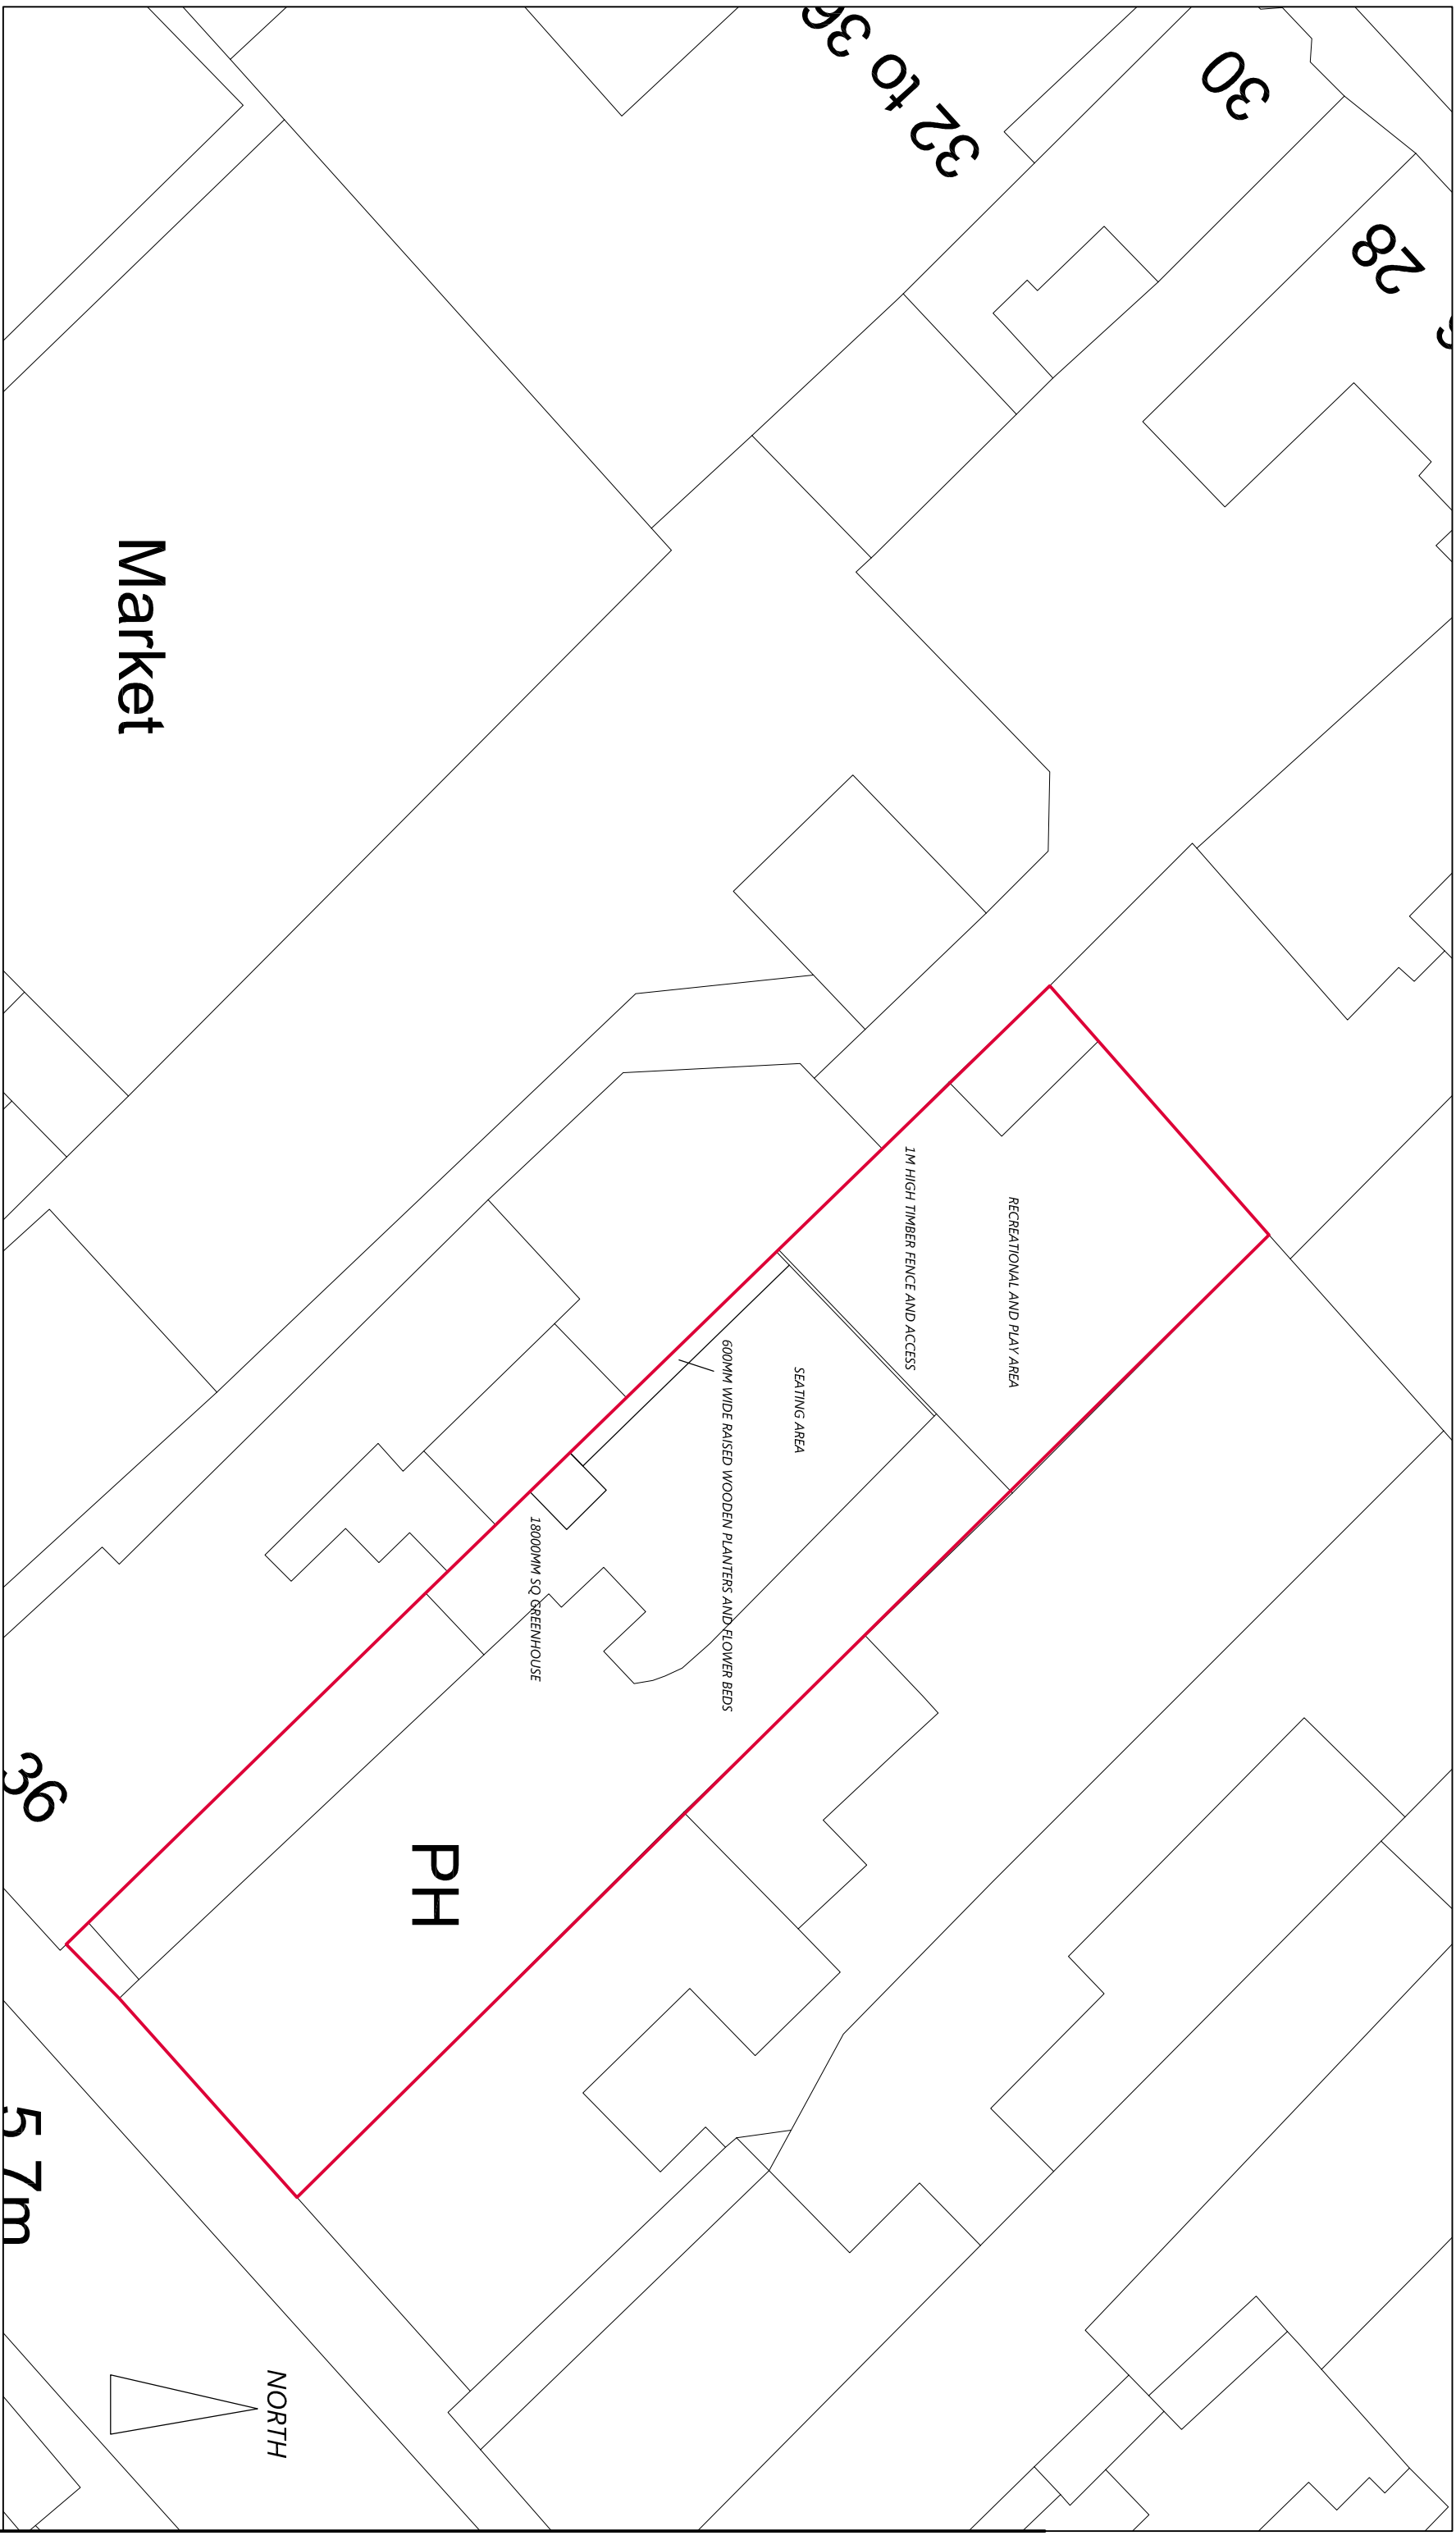 28
30
32 to 36
RECREATIONAL AND PLAY AREA
1M HIGH TIMBER FENCE AND ACCESS
SEATING AREA
600MM WIDE RAISED WOODEN PLANTERS AND FLOWER BEDS
18000MM SQ GREENHOUSE
PH
NORTH
Market
36
5 7m